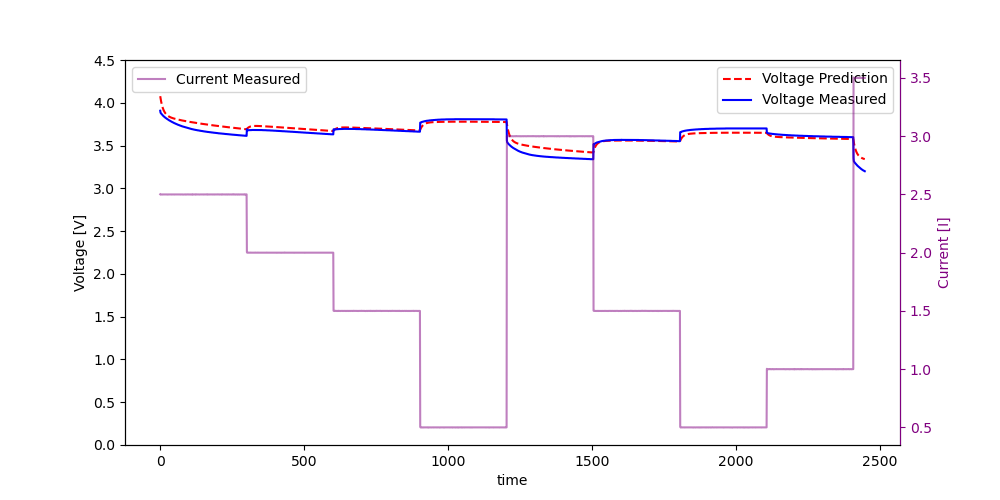 Current Measured
Voltage Prediction
Voltage Measured
4.5
4.0
3.5
3.0
2.5
2.0
1.5
1.0
0.5
0.0
Voltage [V]
3.5
3.0
2.5
2.0
1.5
1.0
0.5
Current [I]
0 500 1000 1500 2000 2500
time